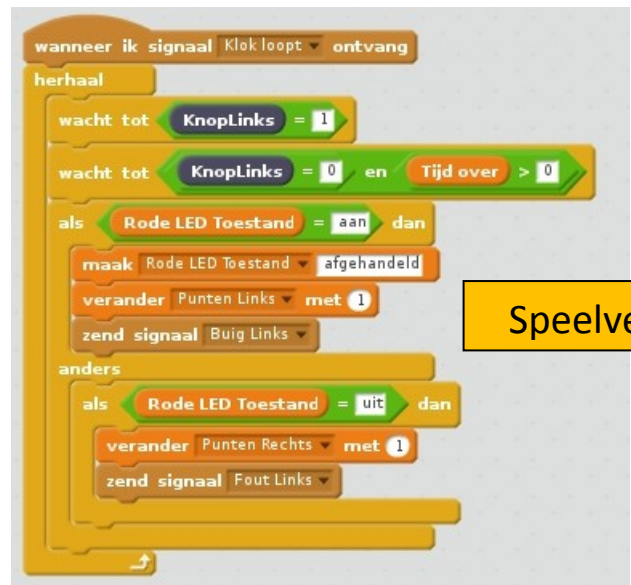 wanneer ik signaal Klok loopt ontvang
herhaal
wacht tot KnopLinks = 1
wacht tot KnopLinks = 0 en Tijd over > 0
als Rode LED Toestand = aan dan
maak Rode LED Toestand afgehandeld
verander Punten Links met 1
zend signaal Buig Links
anders
als Rode LED Toestand = uit dan
verander Punten Rechts met 1
zend signaal Fout Links